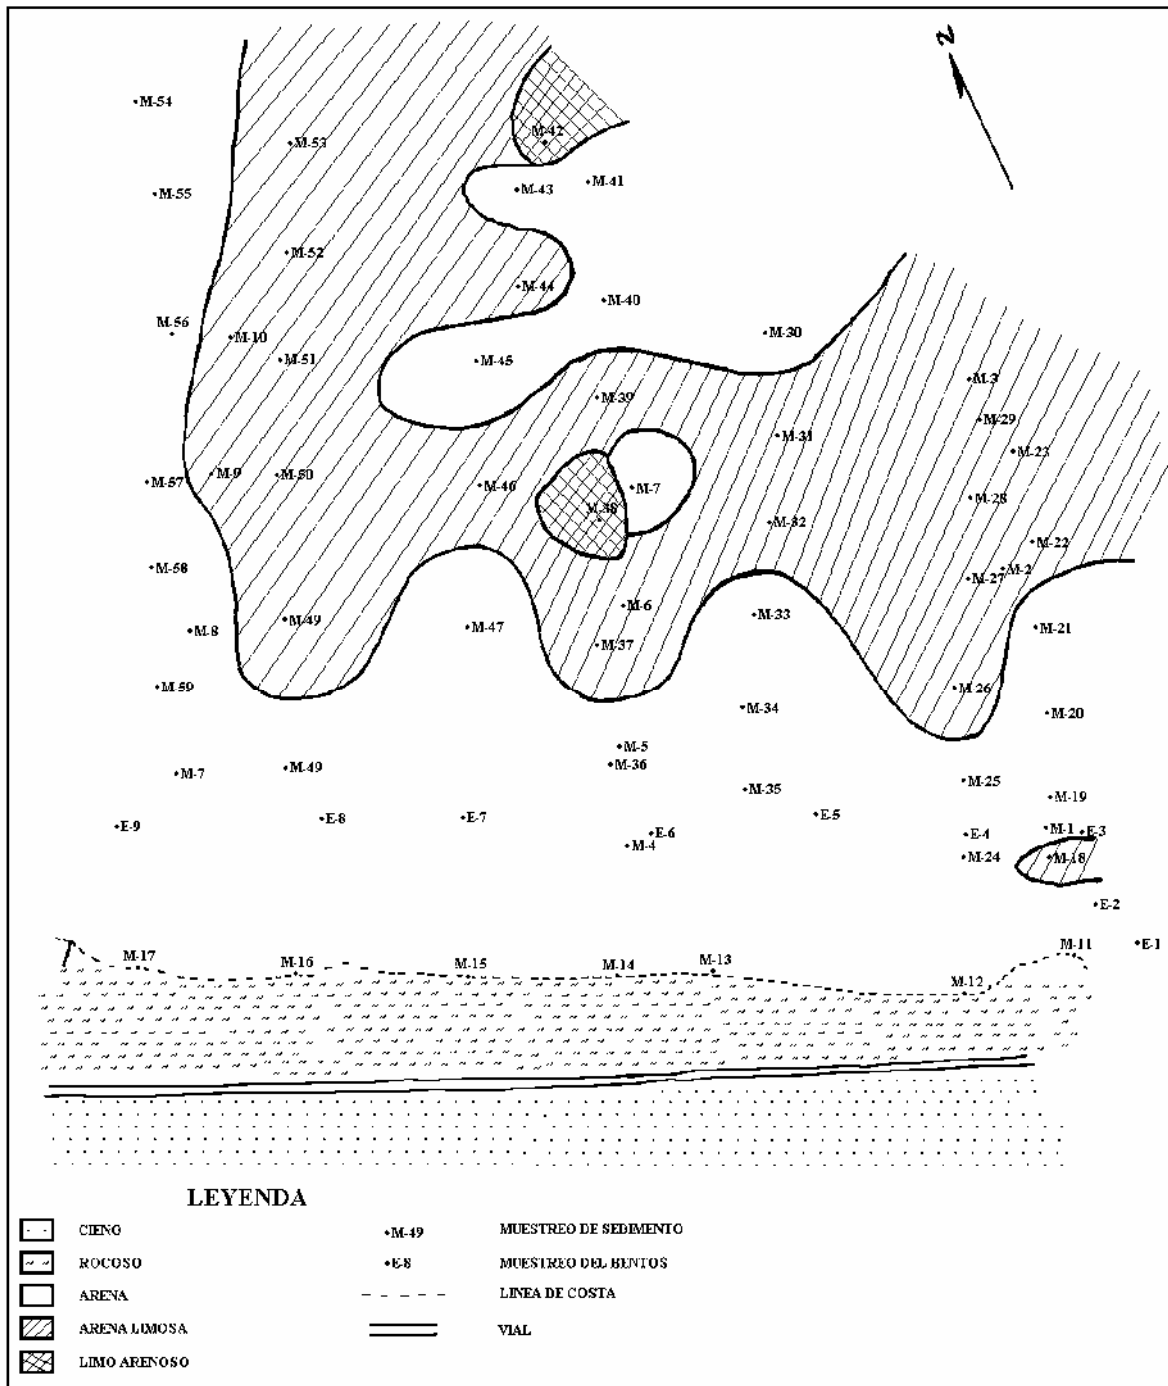 N
M-54
M-53
M-42
M-55
M-43
M-41
M-52
M-44
M-40
M-56
M-10
M-30
M-51
M-45
M-3
M-39
M-29
M-31
M-23
M-57
M-9
M-50
M-46
M-7
M-28
M-38
M-32
M-22
M-58
M-2
M-27
M-6
M-8
M-49
M-47
M-33
M-21
M-37
M-59
M-26
M-34
M-20
M-5
M-36
M-7
M-49
M-25
M-35
M-19
E-9
E-8
E-7
E-5
E-6
M-4
E-4
M-1
E-3
M-24
M-18
E-2
M-11
E-1
M-17
M-16
M-15
M-14
M-13
M-12
LEYENDA
CIENO
M-49
MUESTREO DE SEDIMENTO
ROCOSO
E-8
MUESTREO DEL BENTOS
ARENA
LINEA DE COSTA
ARENA LIMOSA
VIAL
LIMO ARENOSO